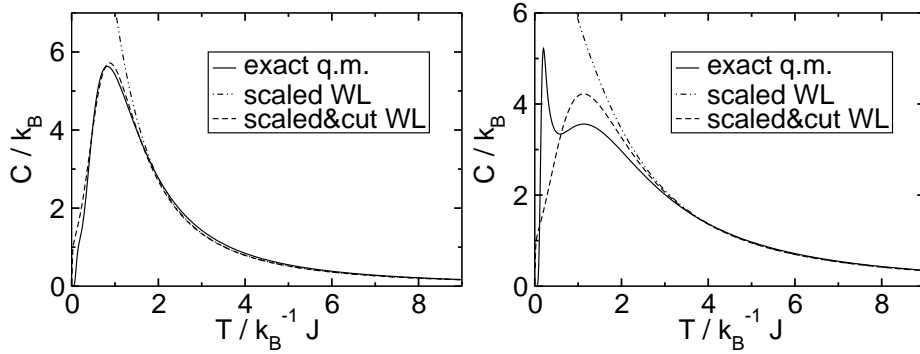 6
4
2
0
C / k_B
exact q.m.
scaled WL
scaled&cut WL
0 2 4 6 8
T / k_B^-1 J
6
4
2
0
C / k_B
exact q.m.
scaled WL
scaled&cut WL
0 2 4 6 8
T / k_B^-1 J